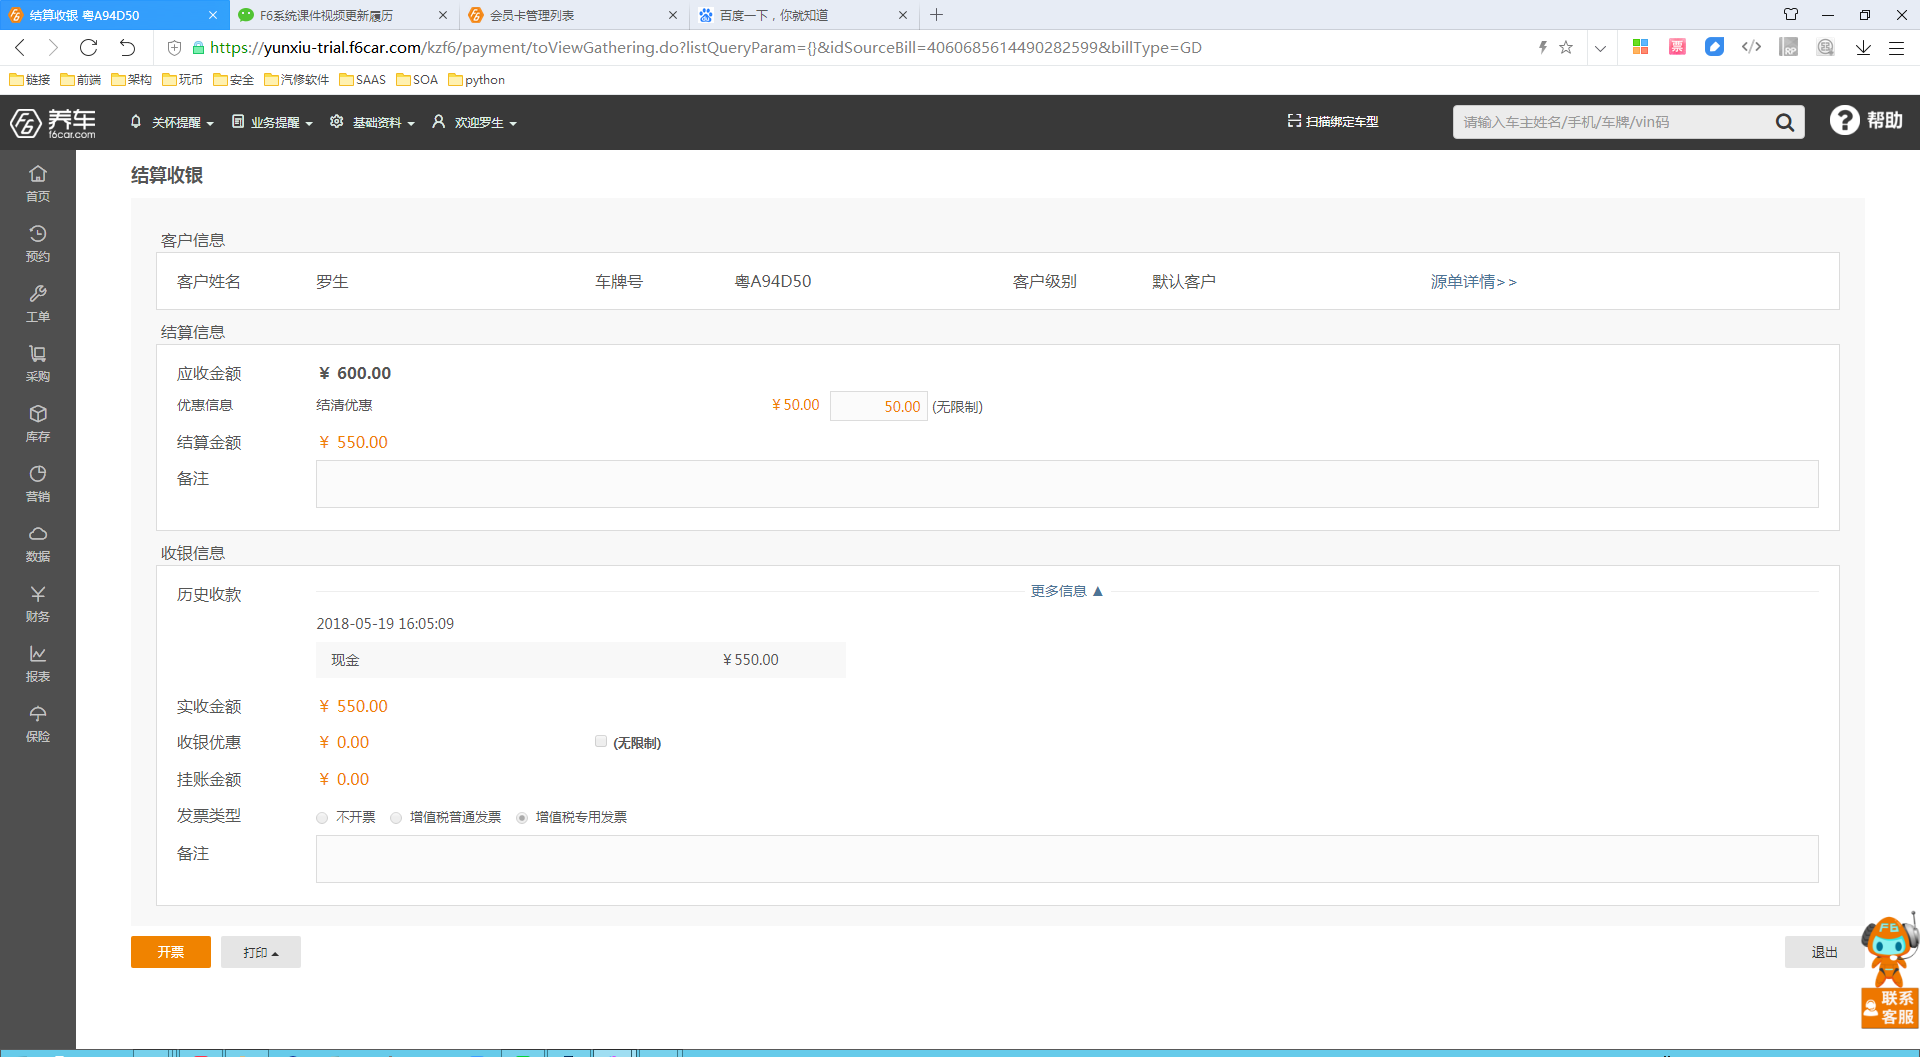 结算收银 粤A94D50
F6系统课件视频更新履历
会员卡管理列表
百度一下，你就知道
https://yunxiu-trial.f6car.com/kzf6/payment/toViewGathering.do?listQueryParam={}&idSourceBill=4060685614490282599&billType=GD
票
RP
链接 前端 架构 玩币 安全 汽修软件 SAAS SOA python
F6 养车 f6car.com
关怀提醒 业务提醒 基础资料 欢迎罗生
扫描绑定车型
请输入车主姓名/手机/车牌/vin码
? 帮助
首页
预约
工单
采购
库存
营销
数据
财务
报表
保险
结算收银
客户信息
客户姓名 罗生 车牌号 粤A94D50 客户级别 默认客户 源单详情>>
结算信息
应收金额 ¥ 600.00
优惠信息 结清优惠 ¥50.00 50.00 (无限制)
结算金额 ¥ 550.00
备注
收银信息
历史收款 更多信息 ▲
2018-05-19 16:05:09
现金 ¥550.00
实收金额 ¥ 550.00
收银优惠 ¥ 0.00 (无限制)
挂账金额 ¥ 0.00
发票类型 不开票 增值税普通发票 增值税专用发票
备注
开票 打印 退出
F6
联系
客服